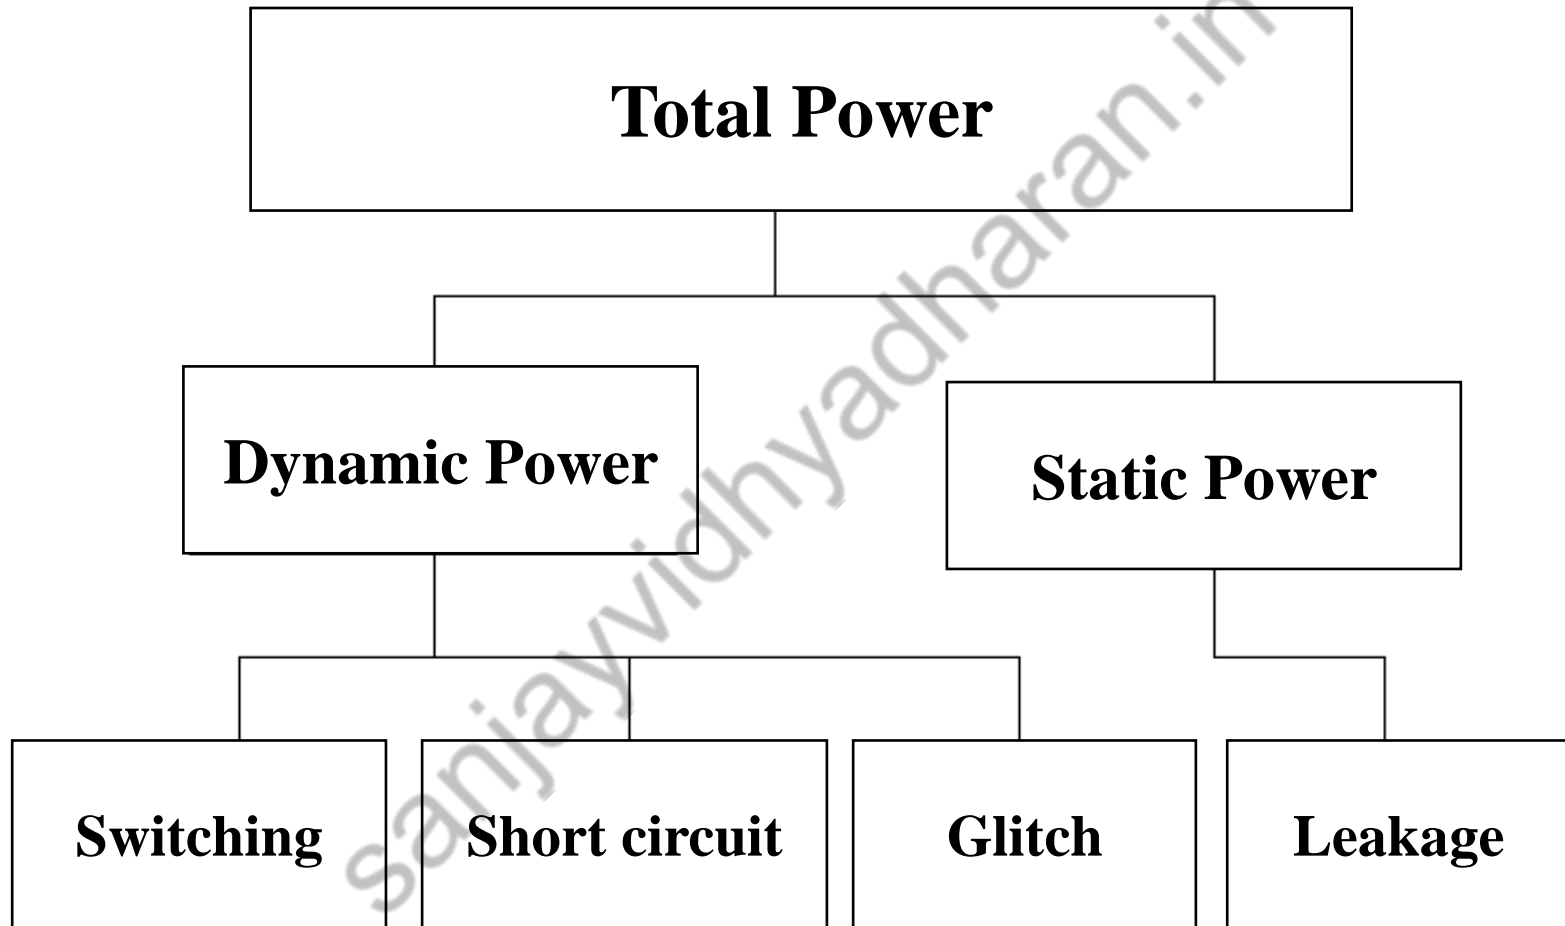 Total Power
Dynamic Power
Static Power
Switching
Short circuit
Glitch
Leakage
sanjayvidhyadharan.in